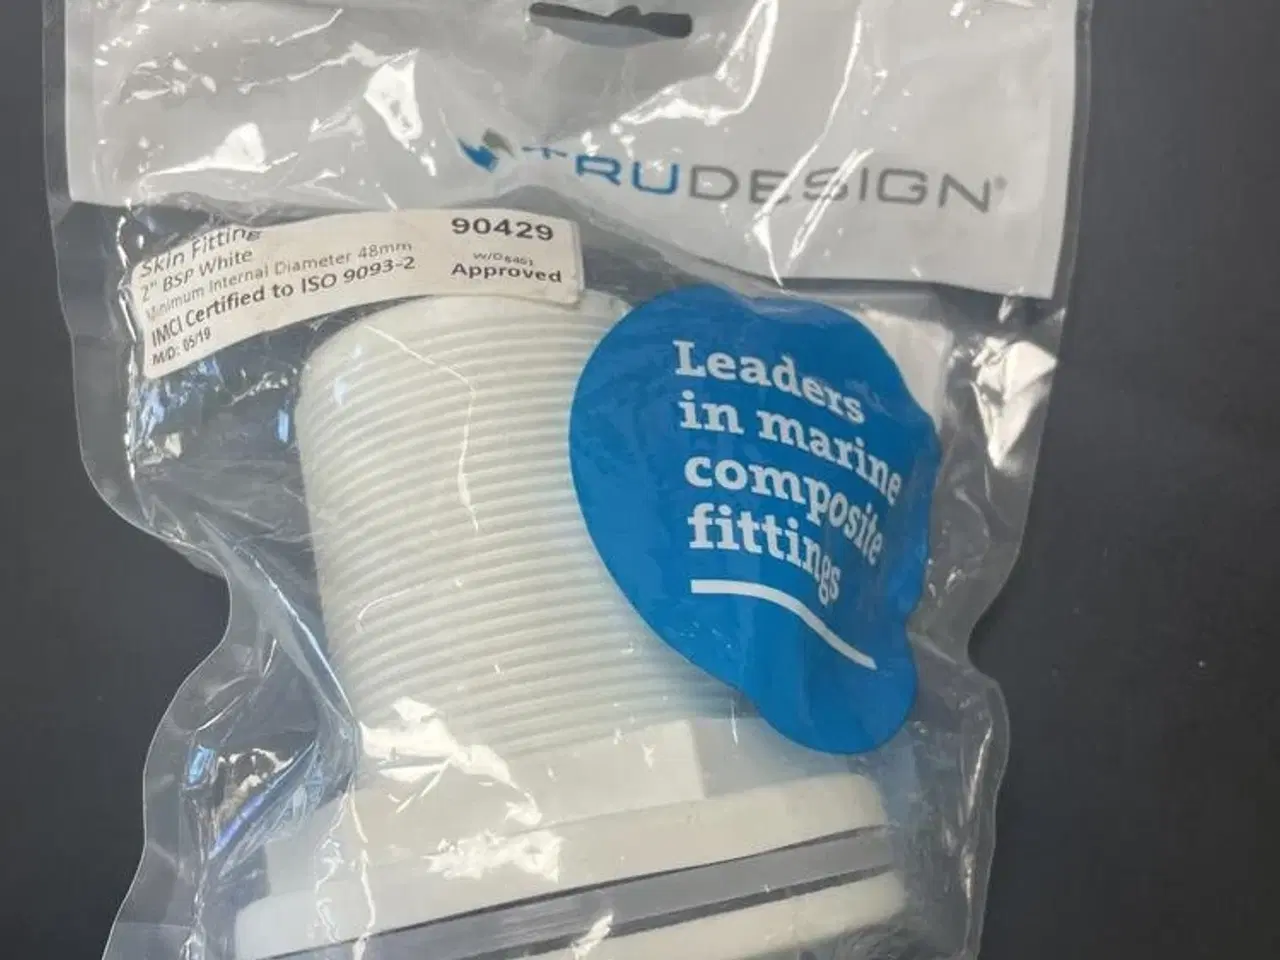 TRUDESIGN®
Skin Fitting
2" BSP White
Minimum Internal Diameter 48mm
IMCI Certified to ISO 9093-2
M/D: 05/19
90429
Approved
Leaders
in marine
composite
fittings